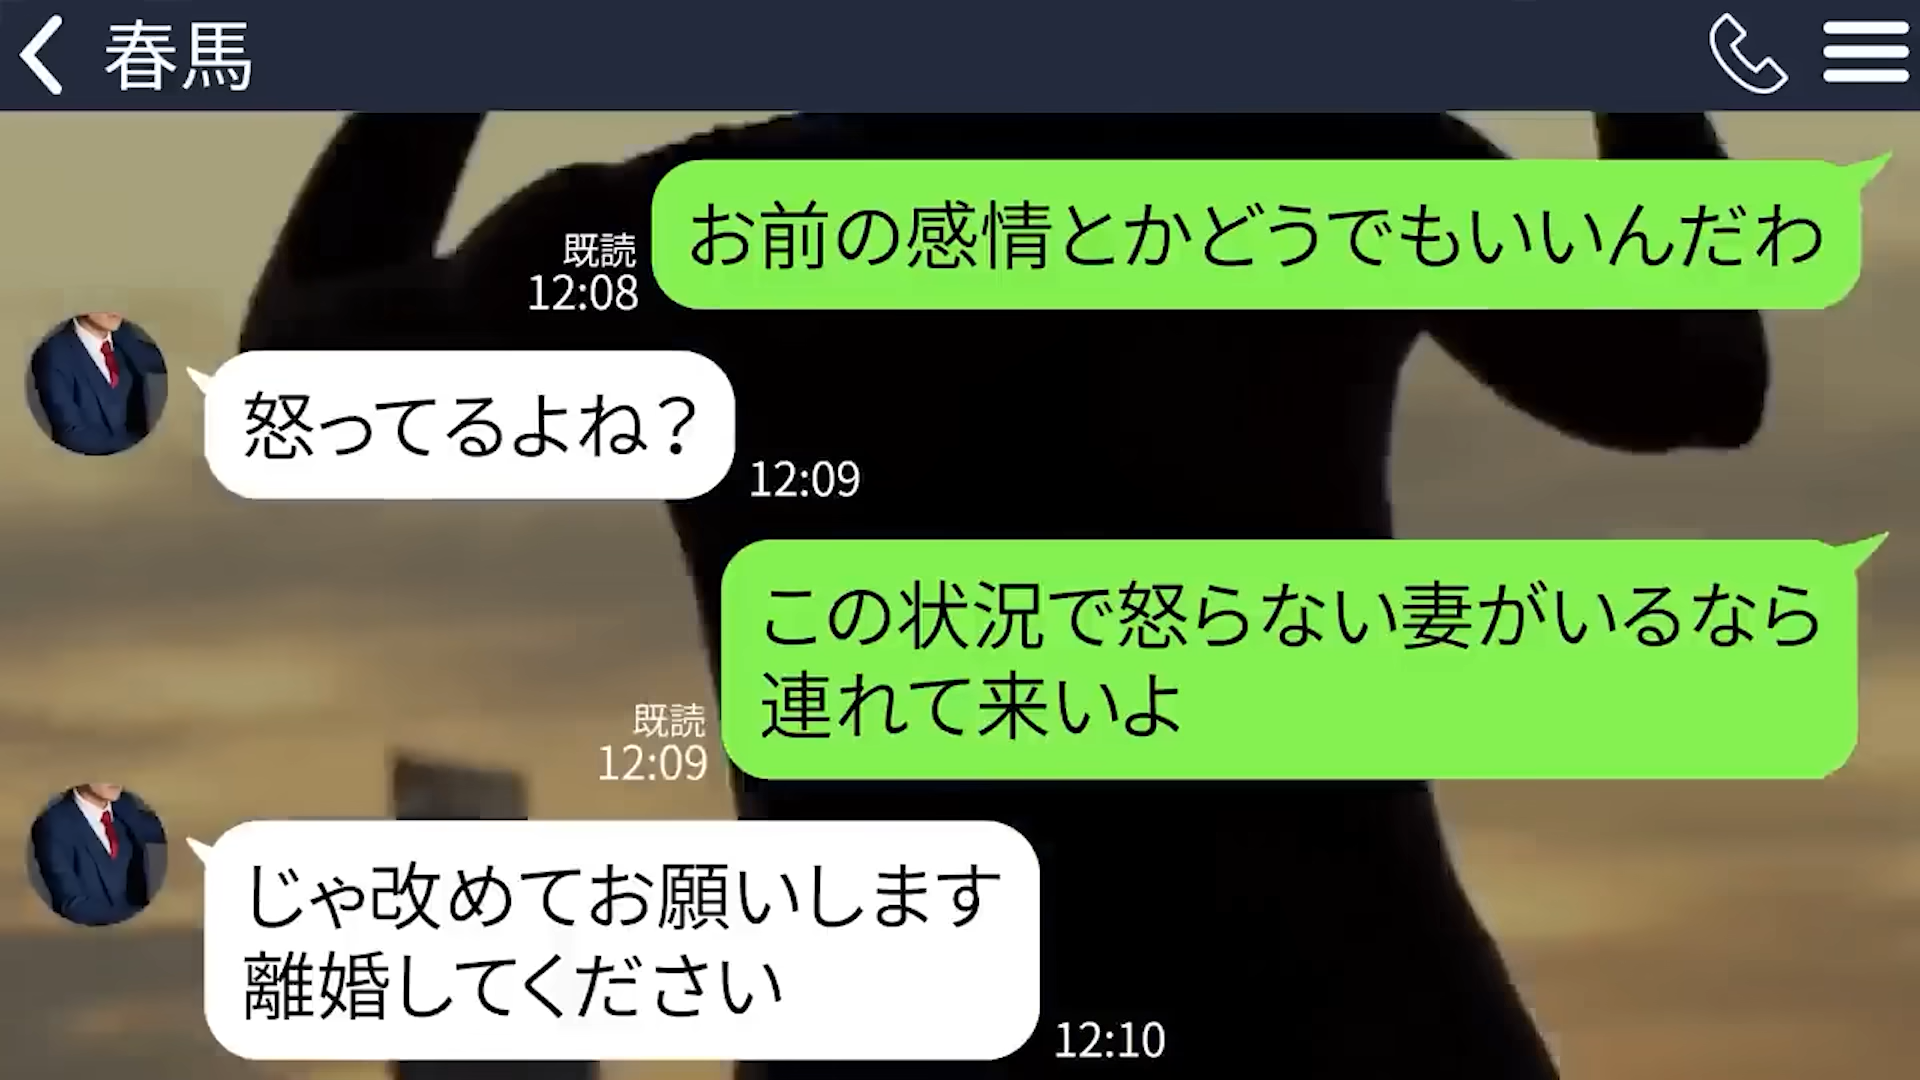 春馬
お前の感情とかどうでもいいんだわ
既読
12:08
怒ってるよね？
12:09
この状況で怒らない妻がいるなら
連れて来いよ
既読
12:09
じゃ改めてお願いします
離婚してください
12:10